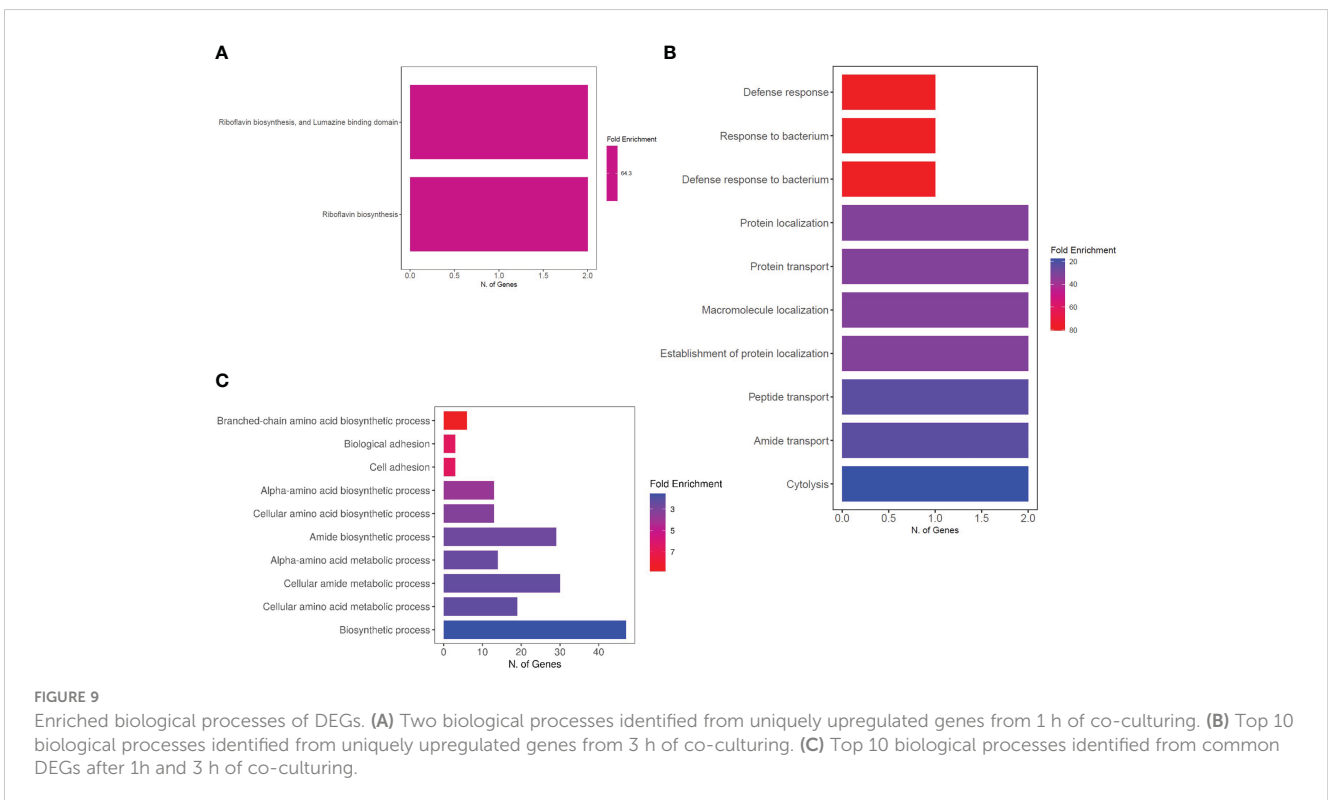 A
Riboflavin biosynthesis, and Lumazine binding domain
Riboflavin biosynthesis
0.0 0.5 1.0 1.5 2.0
N. of Genes
Fold Enrichment
64.3
B
Defense response
Response to bacterium
Defense response to bacterium
Protein localization
Protein transport
Macromolecule localization
Establishment of protein localization
Peptide transport
Amide transport
Cytolysis
0.0 0.5 1.0 1.5 2.0
N. of Genes
Fold Enrichment
20
40
60
80
C
Branched-chain amino acid biosynthetic process
Biological adhesion
Cell adhesion
Alpha-amino acid biosynthetic process
Cellular amino acid biosynthetic process
Amide biosynthetic process
Alpha-amino acid metabolic process
Cellular amide metabolic process
Cellular amino acid metabolic process
Biosynthetic process
0 10 20 30 40
N. of Genes
Fold Enrichment
3
5
7
FIGURE 9
Enriched biological processes of DEGs. (A) Two biological processes identified from uniquely upregulated genes from 1 h of co-culturing. (B) Top 10
biological processes identified from uniquely upregulated genes from 3 h of co-culturing. (C) Top 10 biological processes identified from common
DEGs after 1h and 3 h of co-culturing.